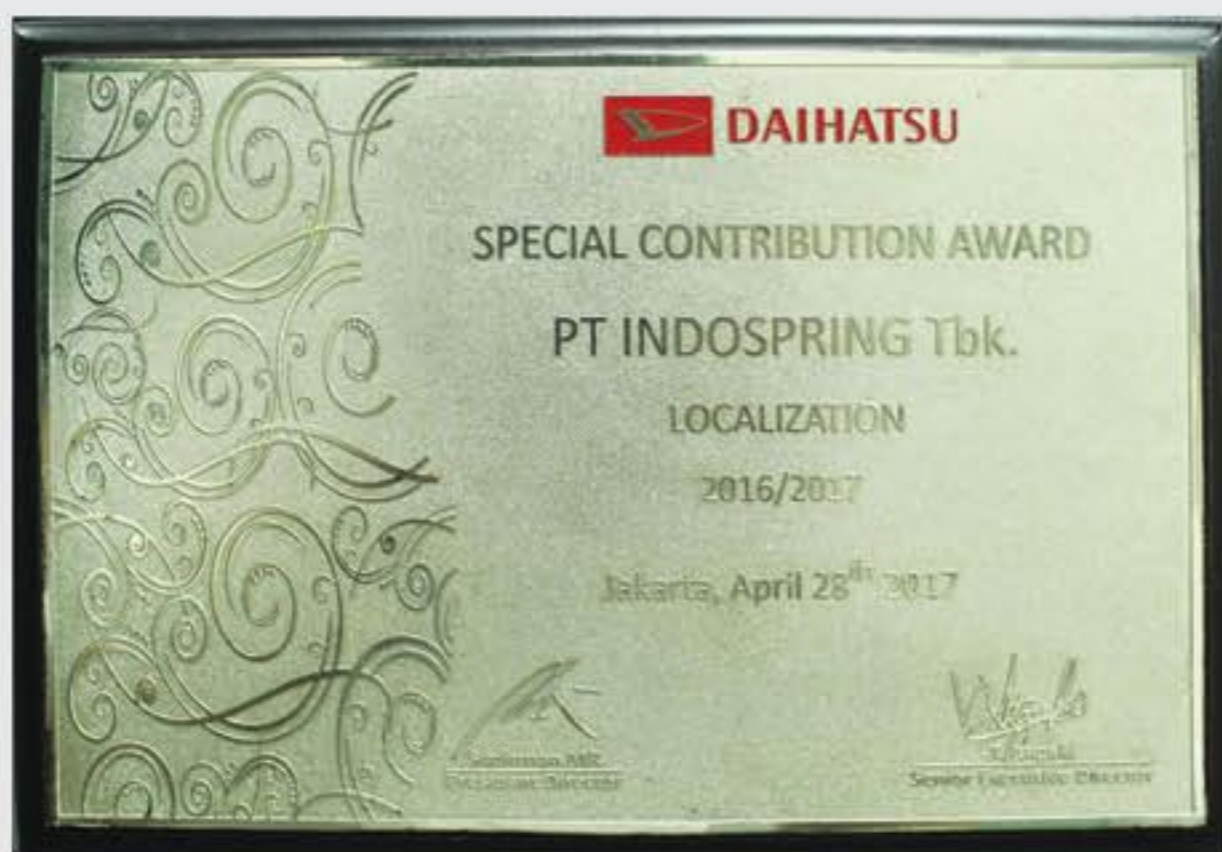 DAIHATSU
SPECIAL CONTRIBUTION AWARD
PT INDOSPRING Tbk.
LOCALIZATION
2016/2017
Jakarta, April 28th 2017
Senior Executive Director